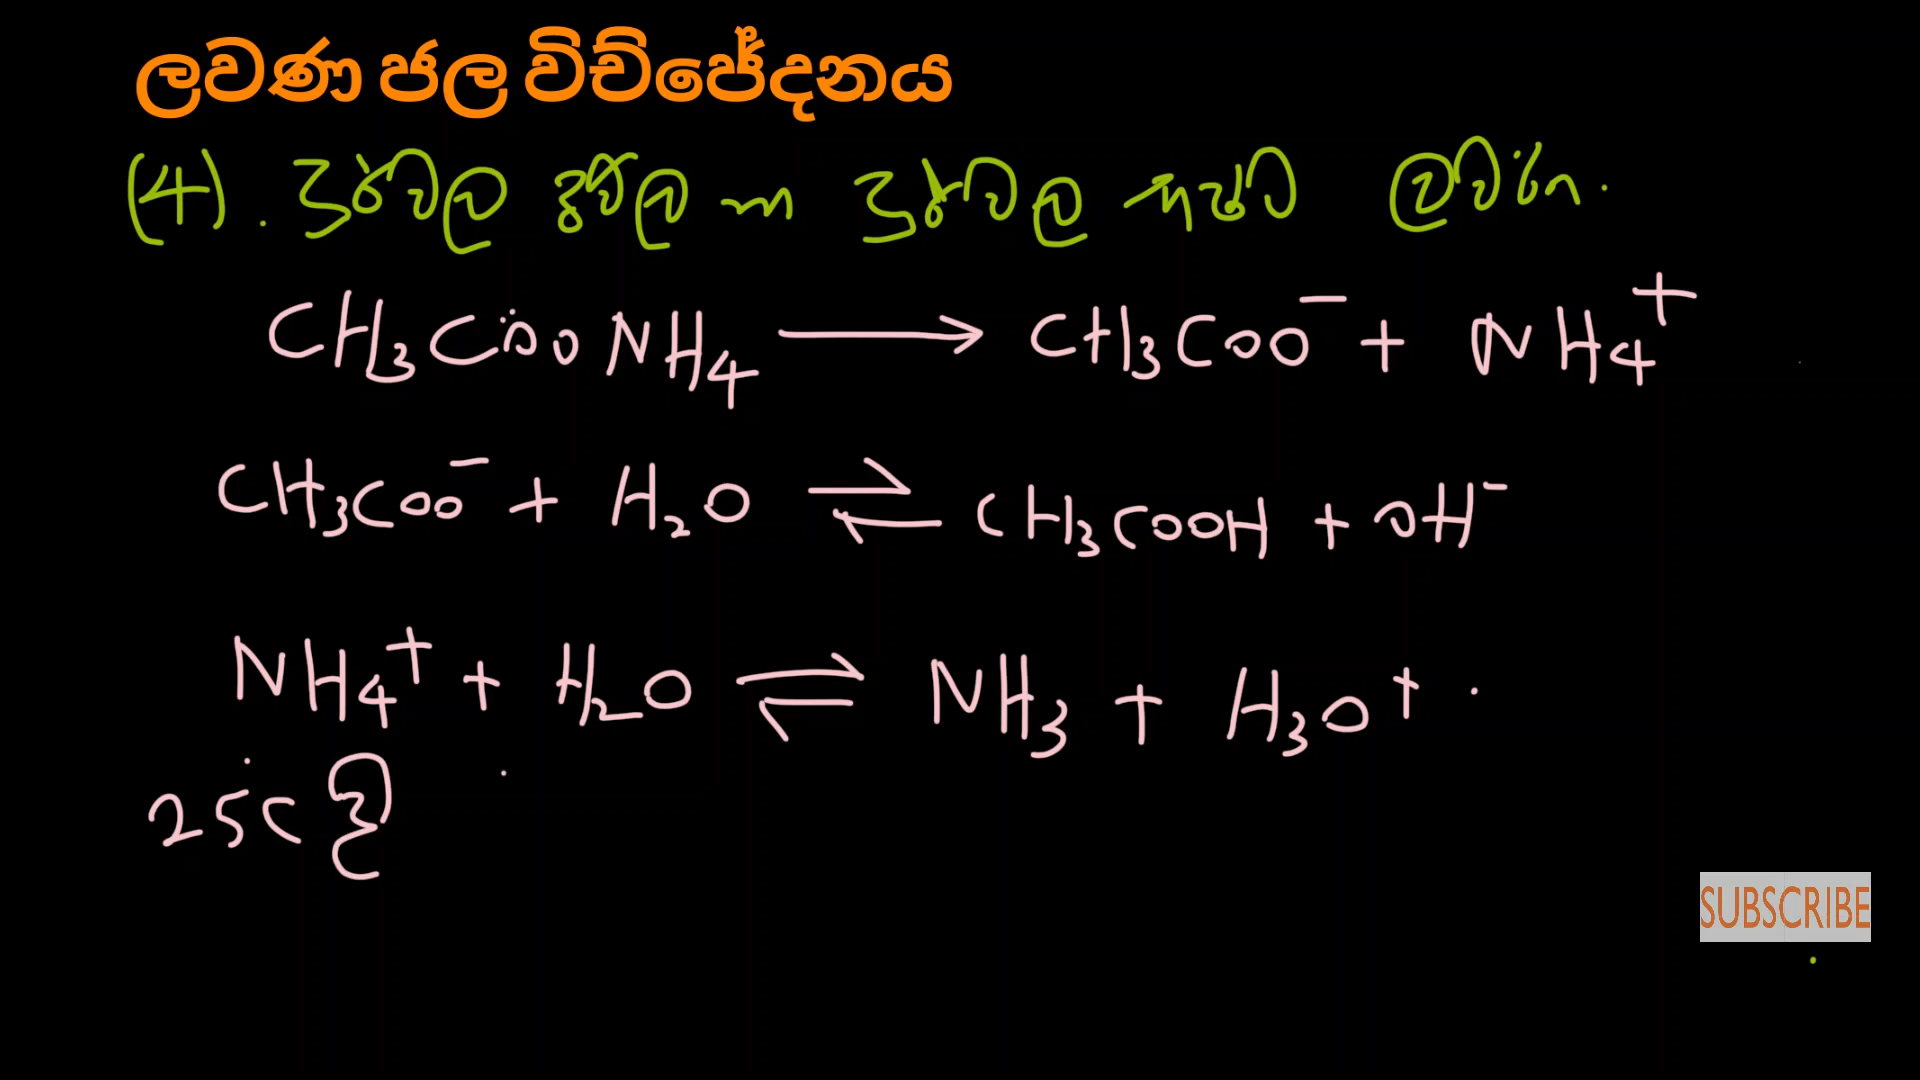 ලවණ ජල විච්ඡේදනය
(4). දුර්වල අම්ල හා දුර්වල භෂ්ම ලවණ.
CH₃COONH₄ ⟶ CH₃COO⁻ + NH₄⁺
CH₃COO⁻ + H₂O ⇌ CH₃COOH + OH⁻
NH₄⁺ + H₂O ⇌ NH₃ + H₃O⁺
25c
SUBSCRIBE